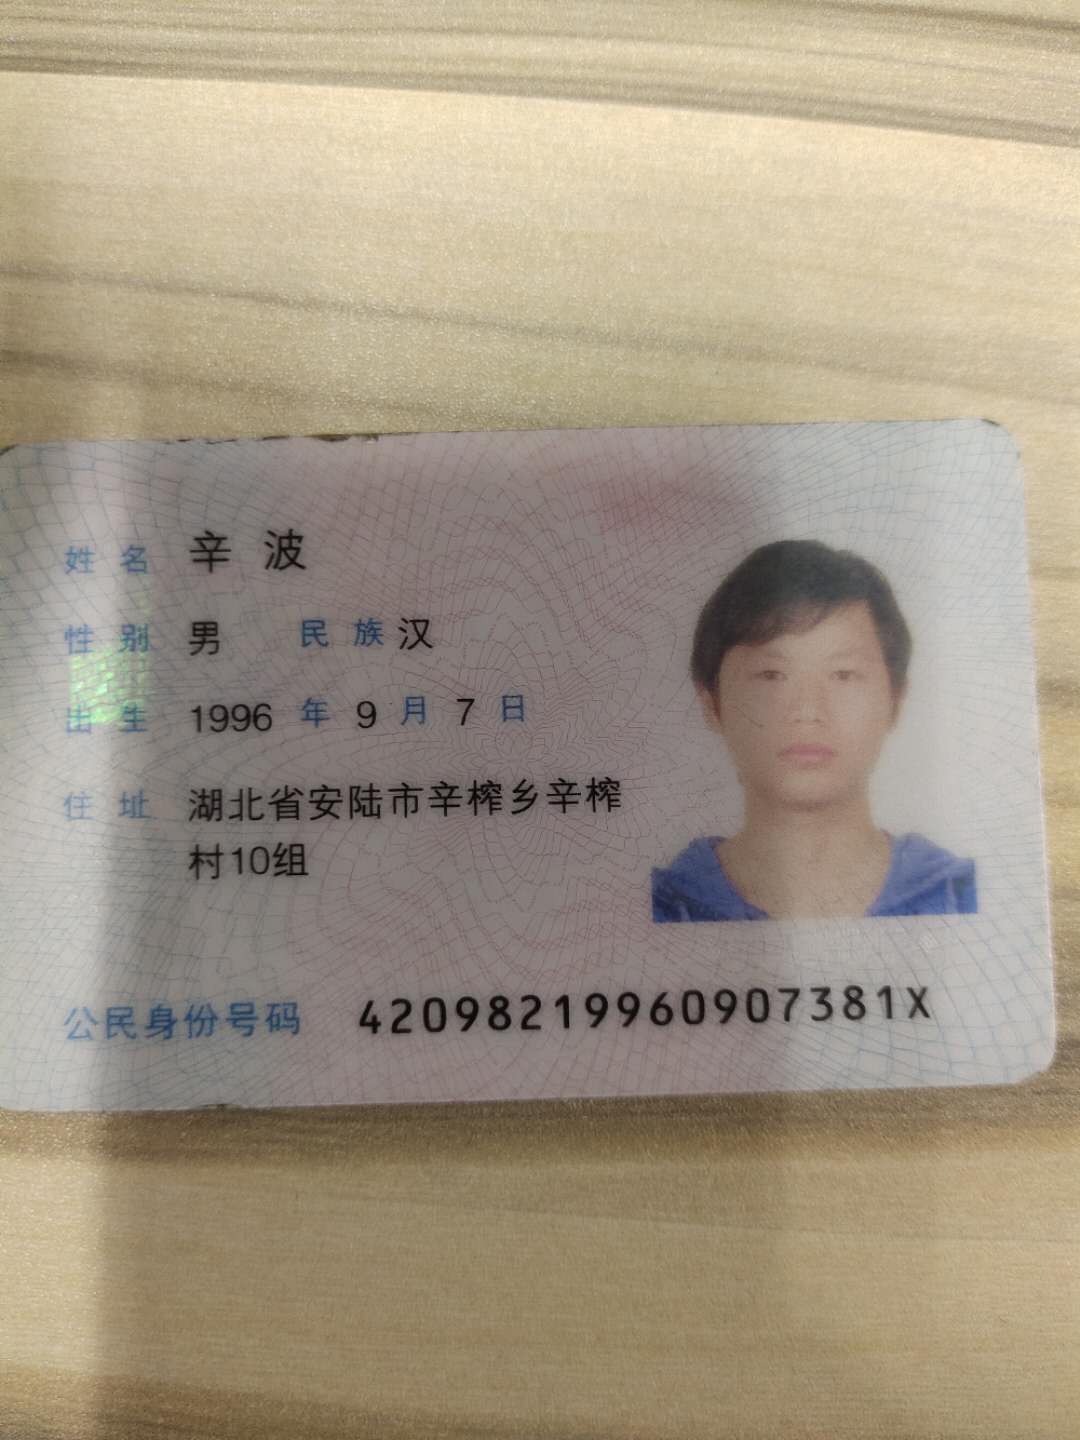 姓名 辛波
性别 男 民族 汉
出生 1996 年 9 月 7 日
住址 湖北省安陆市辛榨乡辛榨
村10组
公民身份号码 42098219960907381X